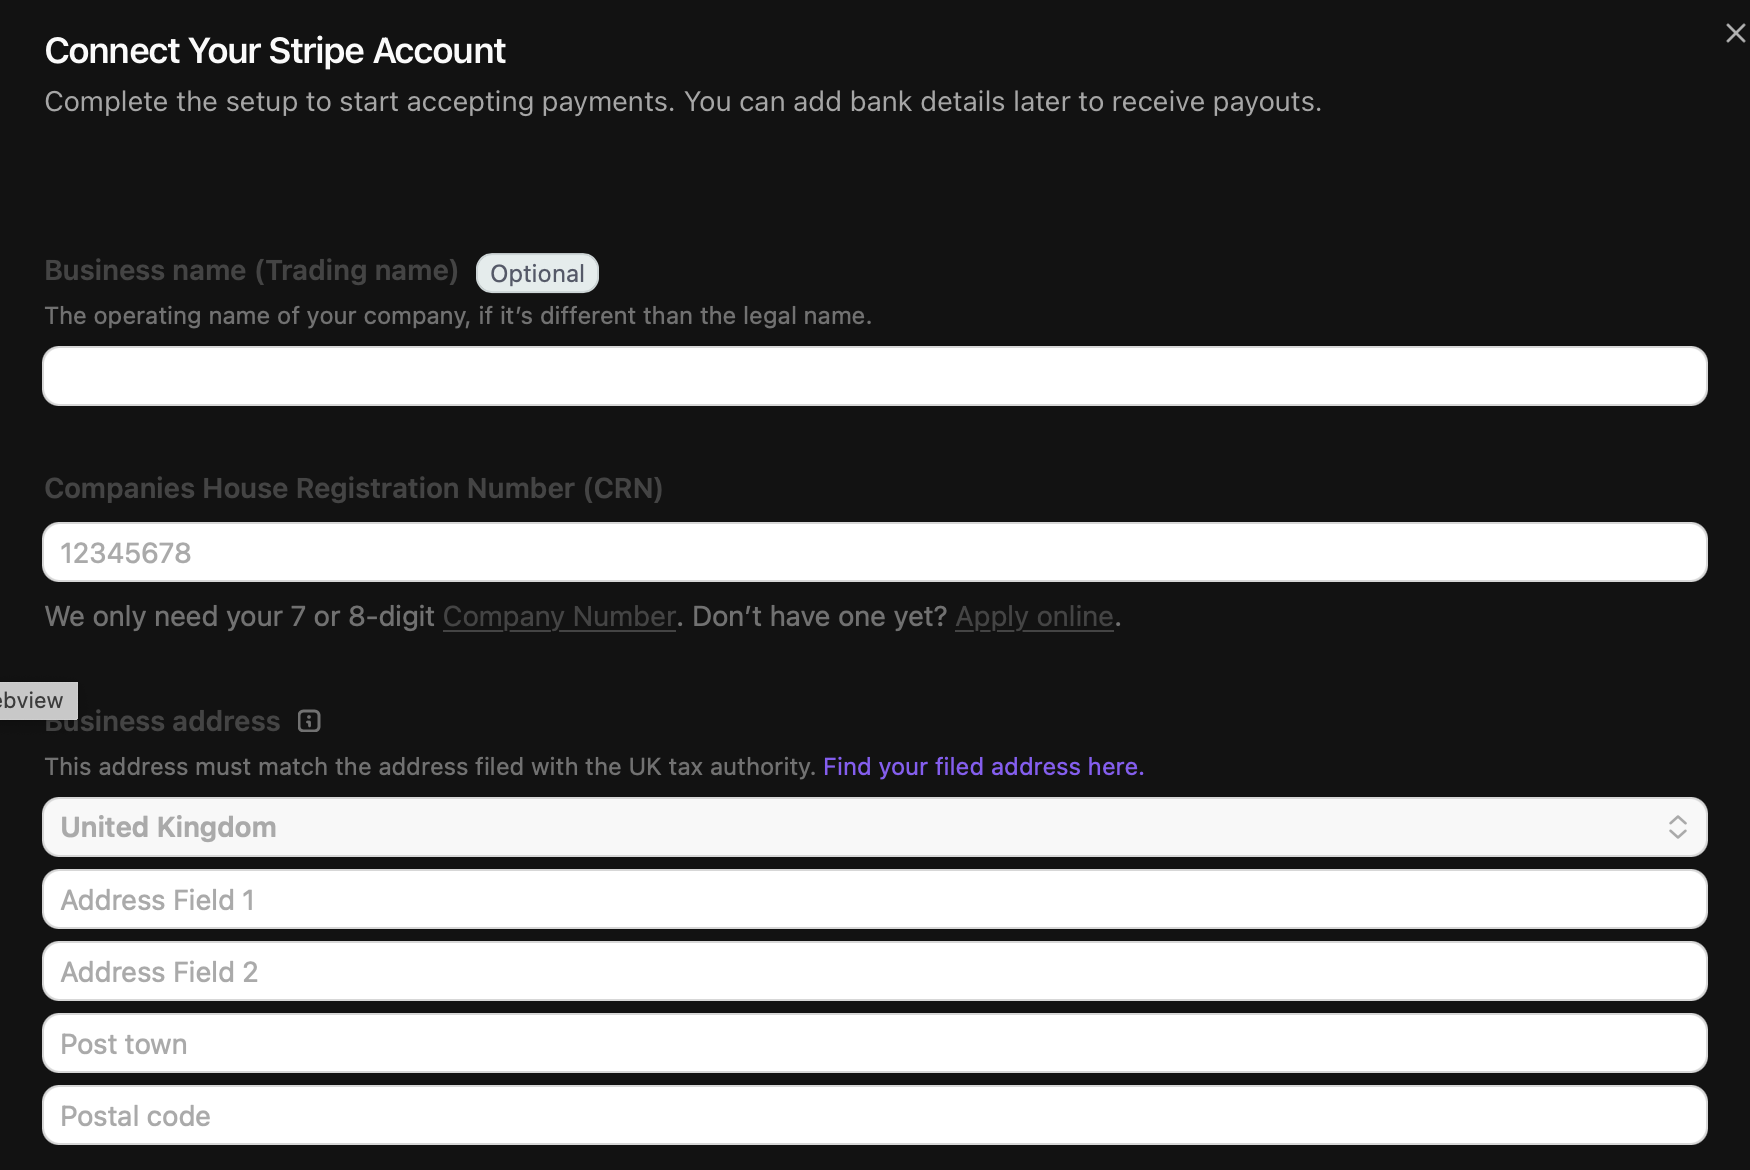 Connect Your Stripe Account
Complete the setup to start accepting payments. You can add bank details later to receive payouts.
Business name (Trading name) Optional
The operating name of your company, if it’s different than the legal name.
Companies House Registration Number (CRN)
12345678
We only need your 7 or 8-digit Company Number. Don’t have one yet? Apply online.
ebview
Business address
This address must match the address filed with the UK tax authority. Find your filed address here.
United Kingdom
Address Field 1
Address Field 2
Post town
Postal code